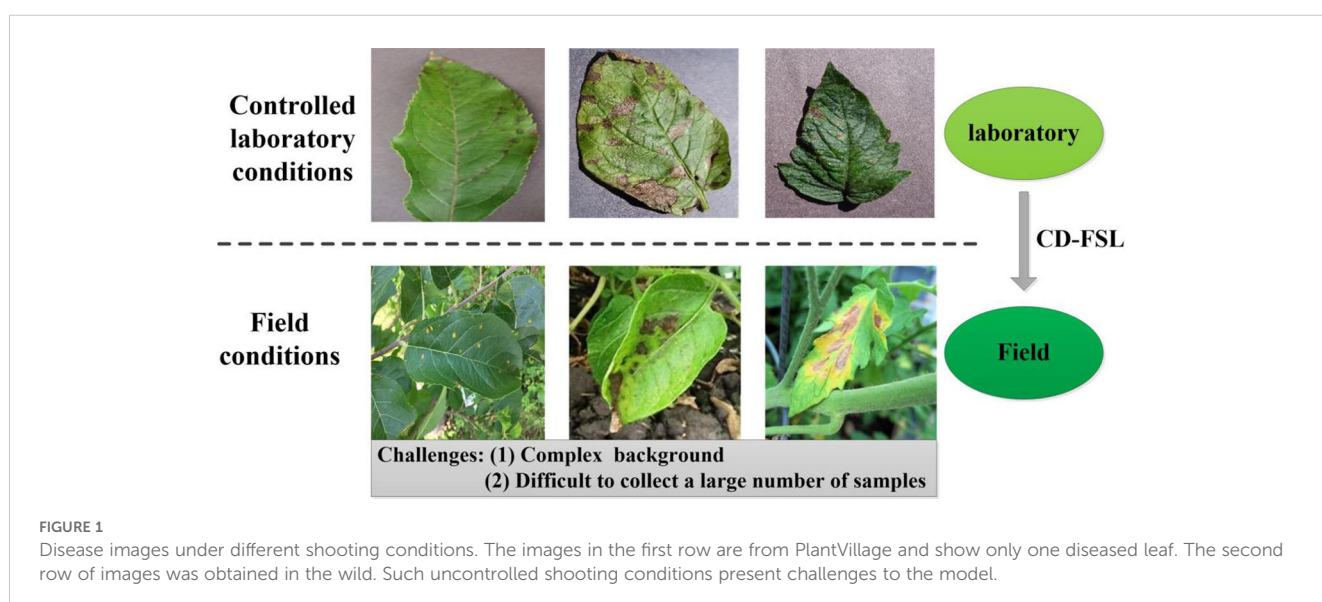 Controlled
laboratory
conditions
laboratory
CD-FSL
Field
conditions
Field
Challenges: (1) Complex background
(2) Difficult to collect a large number of samples
FIGURE 1
Disease images under different shooting conditions. The images in the first row are from PlantVillage and show only one diseased leaf. The second
row of images was obtained in the wild. Such uncontrolled shooting conditions present challenges to the model.